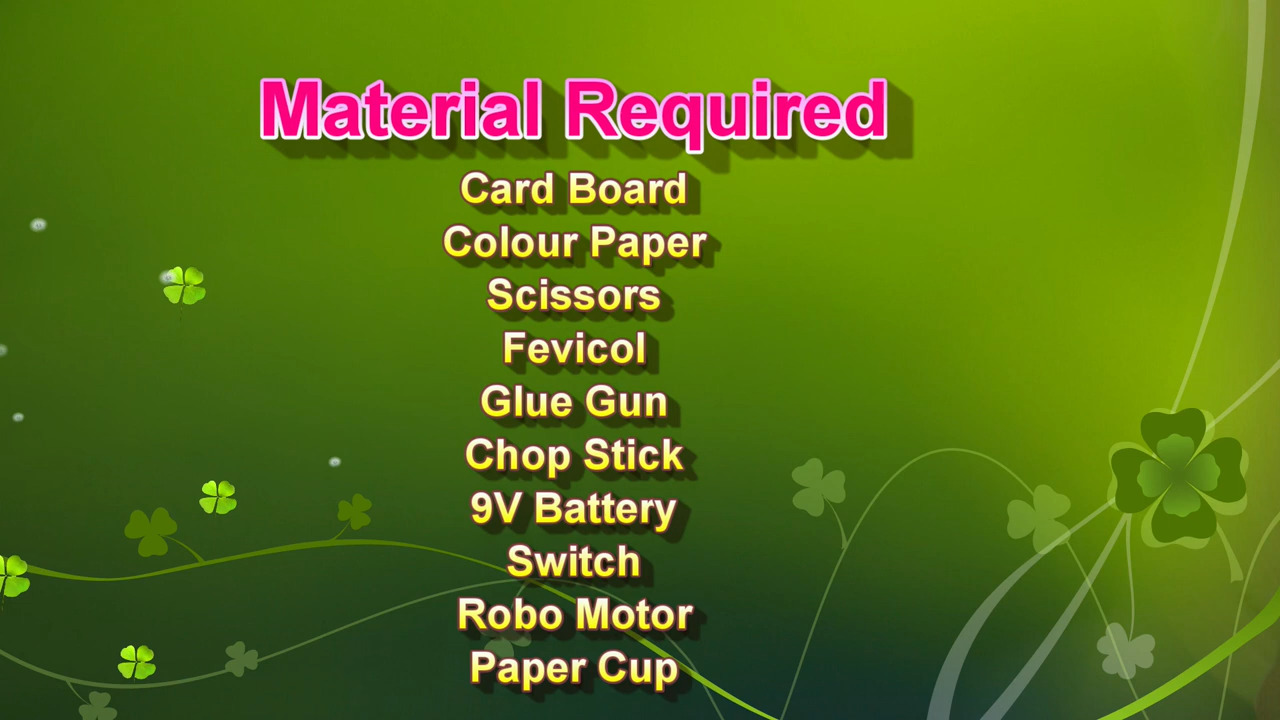 Material Required
Card Board
Colour Paper
Scissors
Fevicol
Glue Gun
Chop Stick
9V Battery
Switch
Robo Motor
Paper Cup